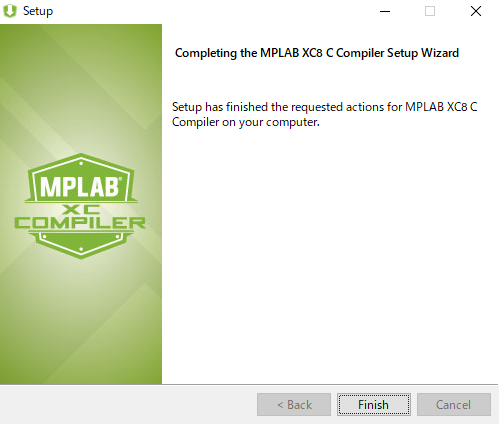 Setup
Completing the MPLAB XC8 C Compiler Setup Wizard
Setup has finished the requested actions for MPLAB XC8 C
Compiler on your computer.
MPLAB®
XC
COMPILER
< Back
Finish
Cancel